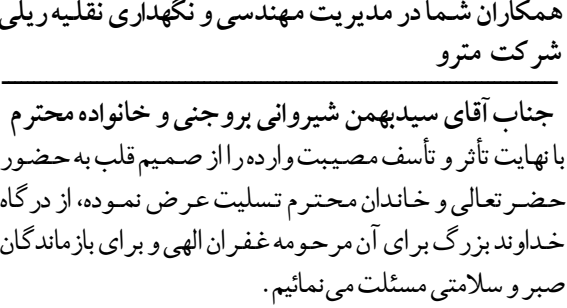 همکاران شما در مدیریت مهندسی و نگهداری نقلیه ریلی
شرکت مترو
جناب آقای سیدبهمن شیروانی بروجنی و خانواده محترم
با نهایت تأثر و تأسف مصیبت وارده را از صمیم قلب به حضور
حضرتعالی و خاندان محترم تسلیت عرض نموده، از درگاه
خداوند بزرگ برای آن مرحومه غفران الهی و برای بازماندگان
صبر و سلامتی مسئلت می‌نمائیم.